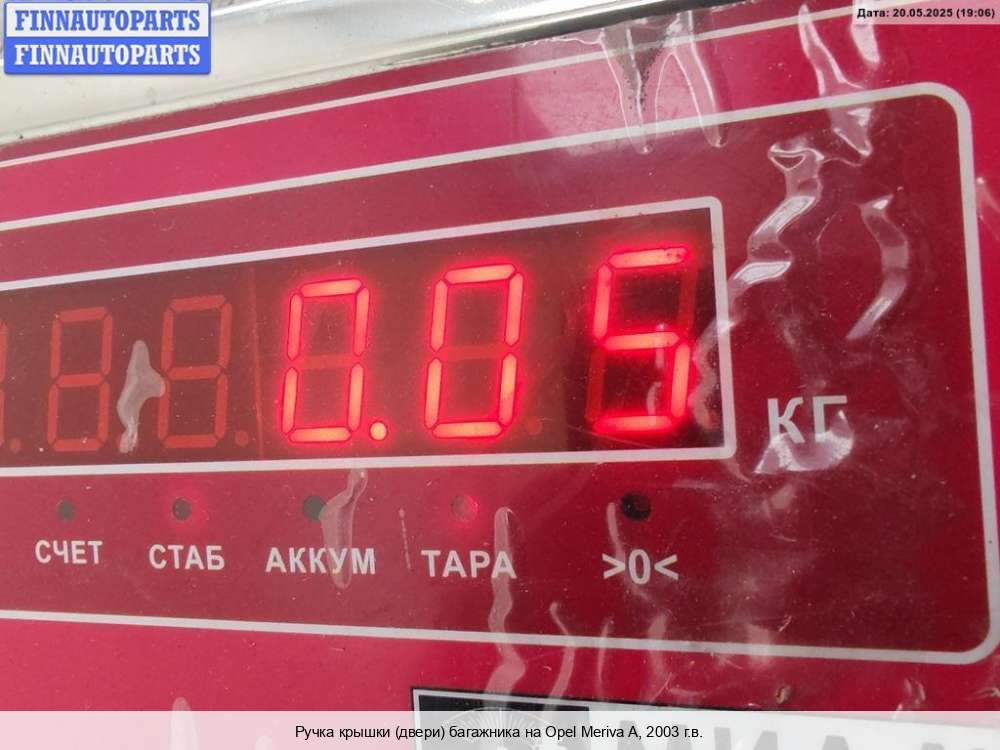 FINNAUTOPARTS
FINNAUTOPARTS
Дата: 20.05.2025 (19:06)
0.05
КГ
СЧЕТ СТАБ АККУМ ТАРА >0<
Ручка крышки (двери) багажника на Opel Meriva A, 2003 г.в.